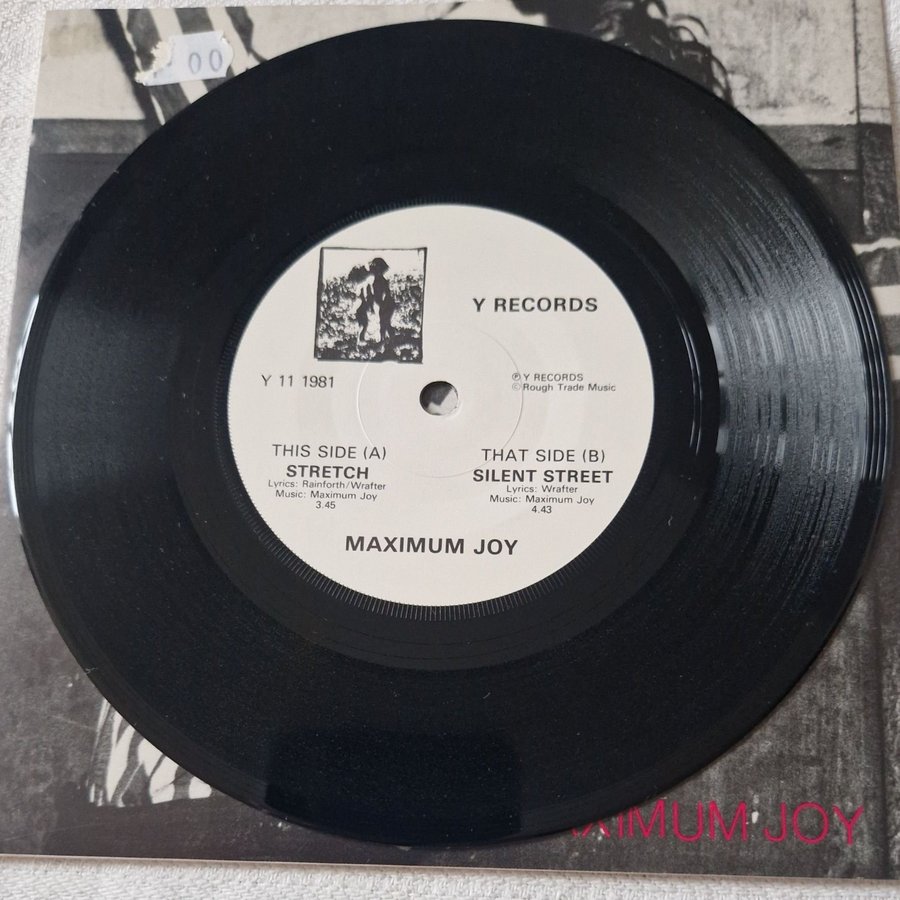 00
Y RECORDS
Y 11 1981
℗ Y RECORDS
© Rough Trade Music
THIS SIDE (A)
STRETCH
Lyrics: Rainforth/Wrafter
Music: Maximum Joy
3.45
THAT SIDE (B)
SILENT STREET
Lyrics: Wrafter
Music: Maximum Joy
4.43
MAXIMUM JOY
XIMUM JOY